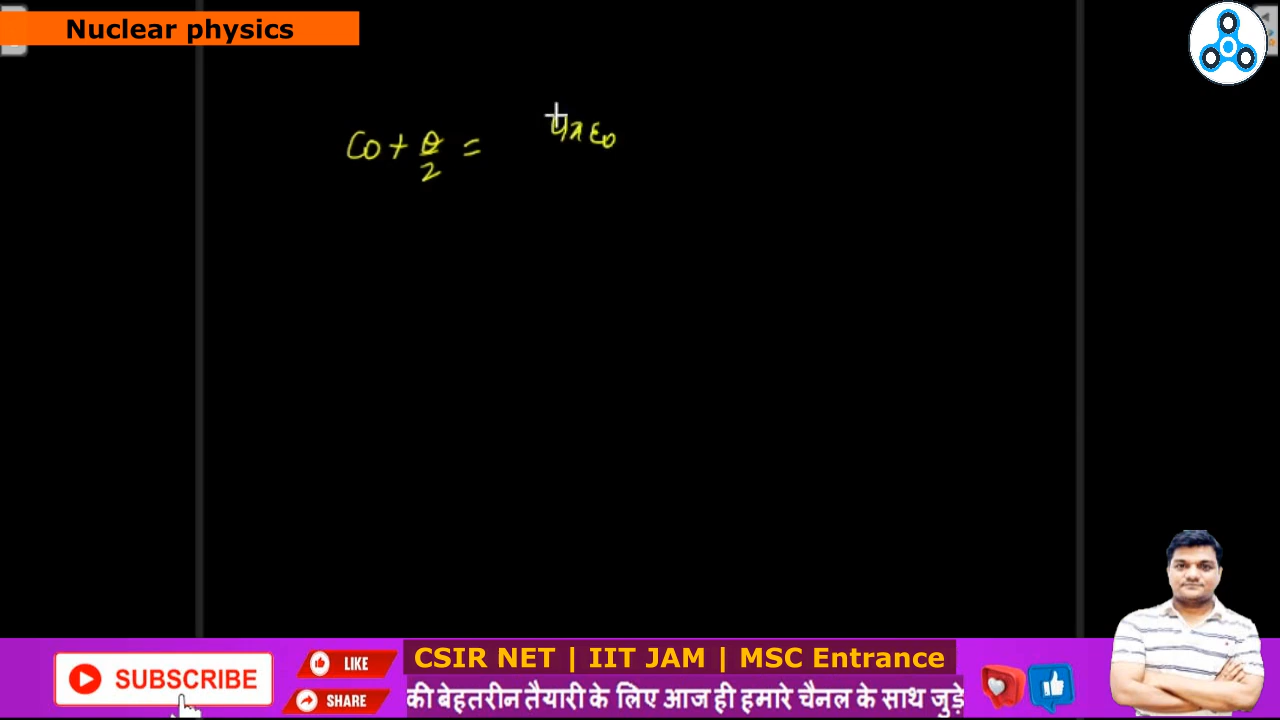 Nuclear physics
Cot θ/2 = 4πε0
SUBSCRIBE
LIKE
SHARE
CSIR NET | IIT JAM | MSC Entrance
की बेहतरीन तैयारी के लिए आज ही हमारे चैनल के साथ जुड़े